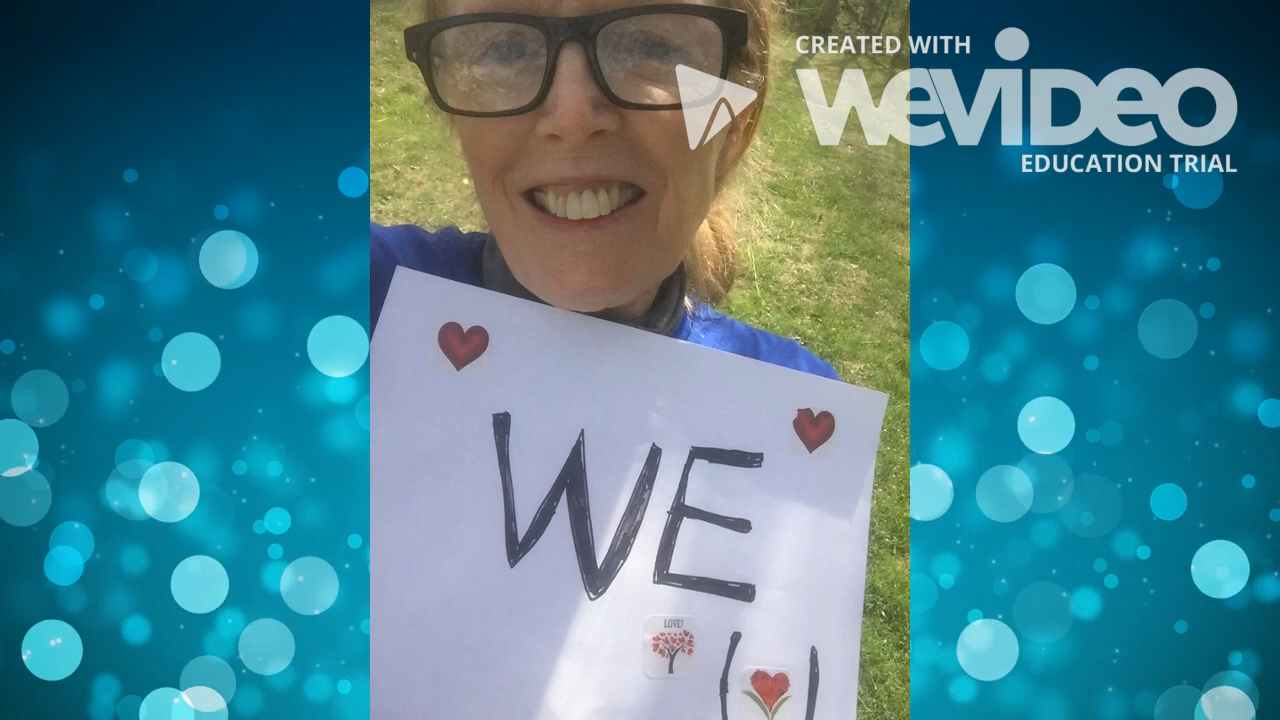 CREATED WITH
WEVIDEO
EDUCATION TRIAL
WE
LOVE!
U